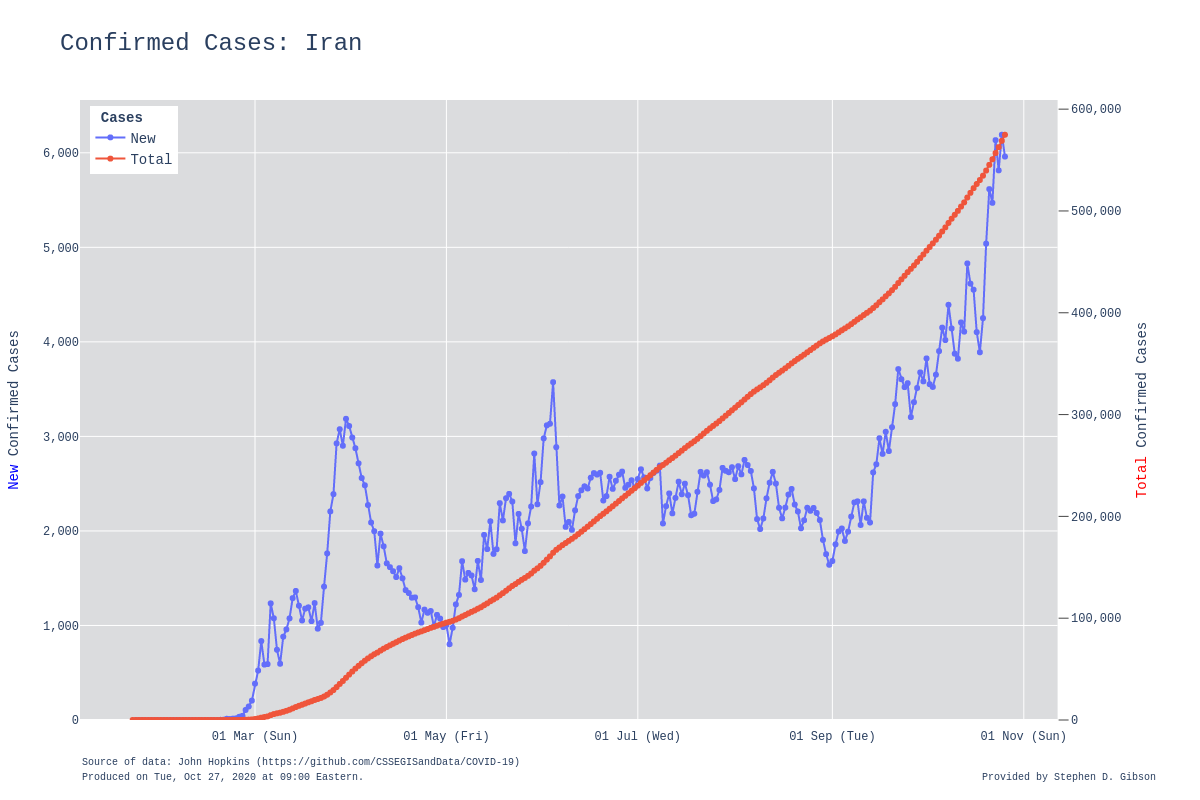 Confirmed Cases: Iran
Cases
New
Total
6,000
5,000
4,000
3,000
2,000
1,000
0
New Confirmed Cases
600,000
500,000
400,000
300,000
200,000
100,000
0
Total Confirmed Cases
01 Mar (Sun) 01 May (Fri) 01 Jul (Wed) 01 Sep (Tue) 01 Nov (Sun)
Source of data: John Hopkins (https://github.com/CSSEGISandData/COVID-19)
Produced on Tue, Oct 27, 2020 at 09:00 Eastern.
Provided by Stephen D. Gibson